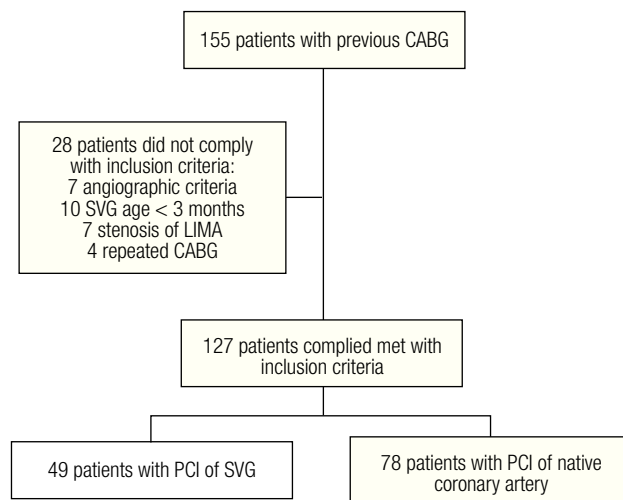 155 patients with previous CABG
28 patients did not comply
with inclusion criteria:
7 angiographic criteria
10 SVG age < 3 months
7 stenosis of LIMA
4 repeated CABG
127 patients complied met with
inclusion criteria
49 patients with PCI of SVG
78 patients with PCI of native
coronary artery